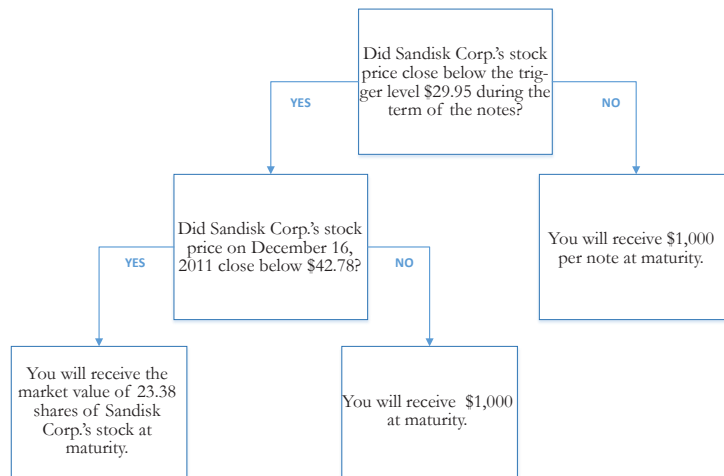 Did Sandisk Corp.'s stock
price close below the trig-
ger level $29.95 during the
term of the notes?
YES
NO
Did Sandisk Corp.'s stock
price on December 16,
2011 close below $42.78?
You will receive $1,000
per note at maturity.
YES
NO
You will receive the
market value of 23.38
shares of Sandisk
Corp.'s stock at
maturity.
You will receive $1,000
at maturity.